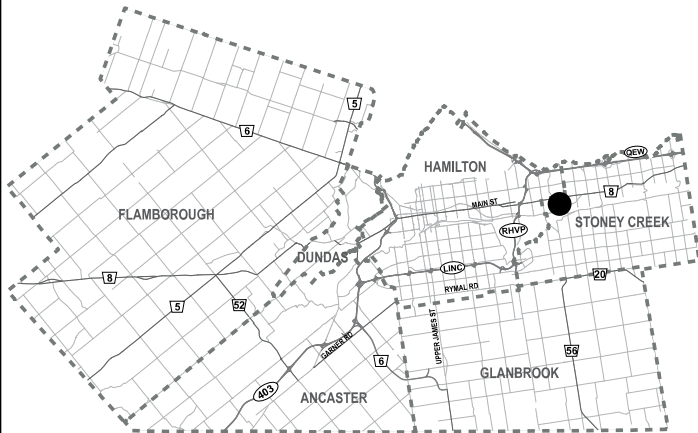 5
6
HAMILTON
QEW
8
MAIN ST
FLAMBOROUGH
STONEY CREEK
RHVP
DUNDAS
LINC
8
20
RYMAL RD
5
52
UPPER JAMES ST
GARNER RD
6
56
GLANBROOK
403
ANCASTER